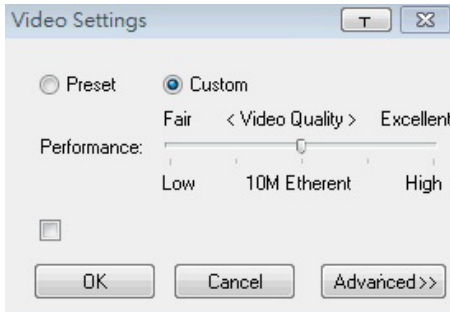 Video Settings
T
Preset
Custom
Fair < Video Quality > Excellent
Performance:
Low 10M Etherent High
OK Cancel Advanced>>